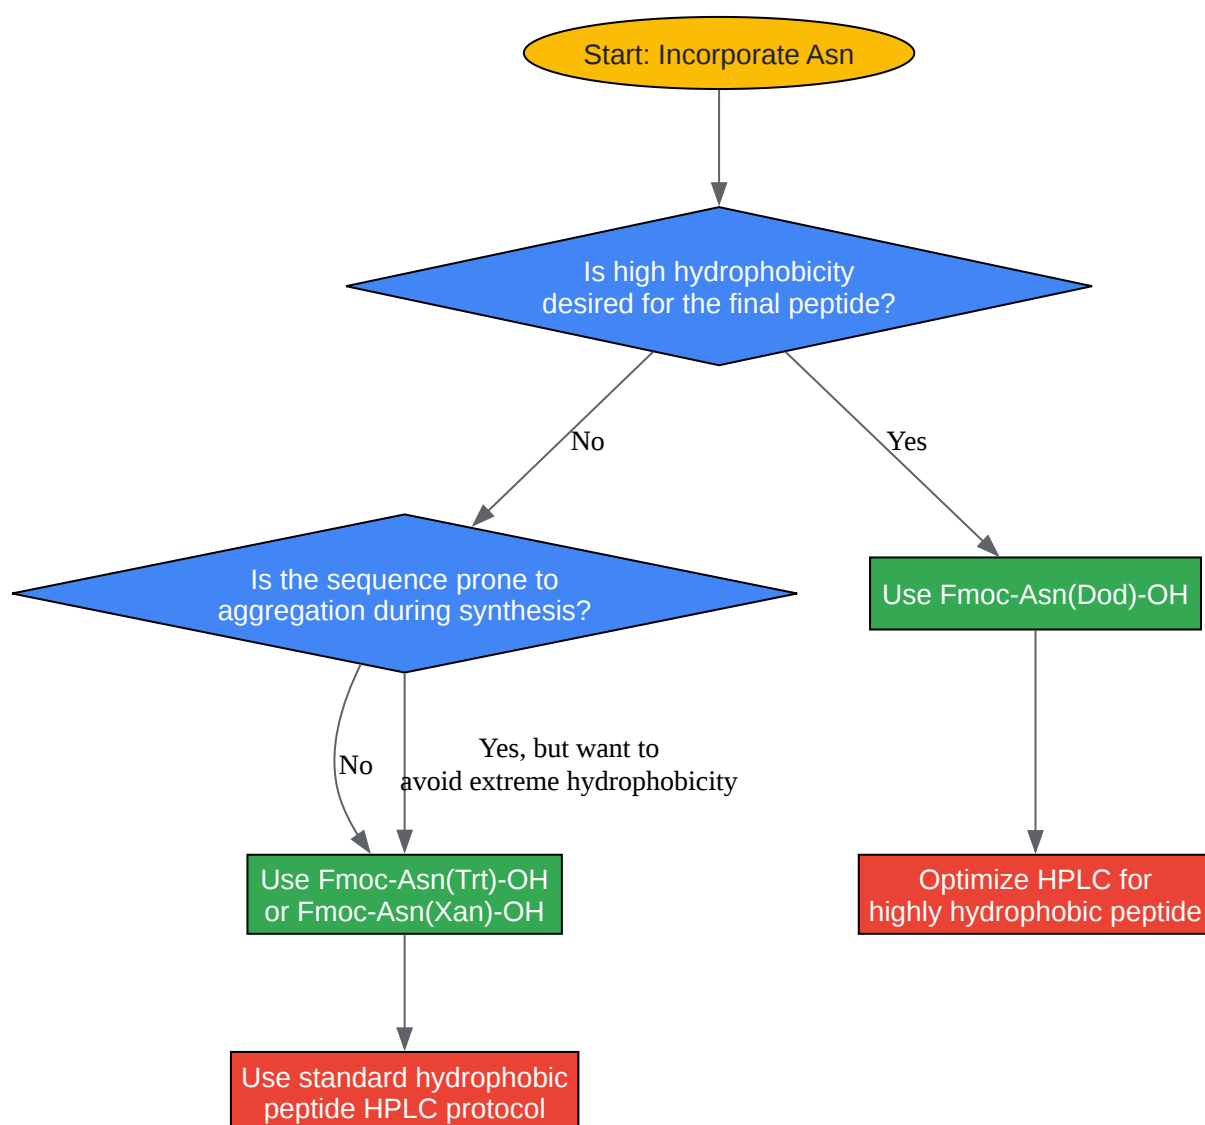 Start: Incorporate Asn
Is high hydrophobicity
desired for the final peptide?
No
Yes
Is the sequence prone to
aggregation during synthesis?
Use Fmoc-Asn(Dod)-OH
No
Yes, but want to
avoid extreme hydrophobicity
Use Fmoc-Asn(Trt)-OH
or Fmoc-Asn(Xan)-OH
Optimize HPLC for
highly hydrophobic peptide
Use standard hydrophobic
peptide HPLC protocol